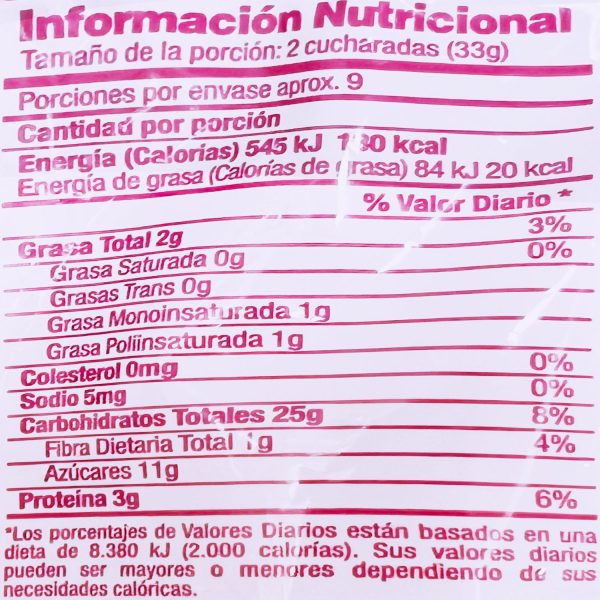 Información Nutricional
Tamaño de la porción: 2 cucharadas (33g)
Porciones por envase aprox. 9
Cantidad por porción
Energía (Calorías) 545 kJ 130 kcal
Energía de grasa (Calorías de grasa) 84 kJ 20 kcal
% Valor Diario *
Grasa Total 2g 3%
Grasa Saturada 0g 0%
Grasas Trans 0g
Grasa Monoinsaturada 1g
Grasa Poliinsaturada 1g
Colesterol 0mg 0%
Sodio 5mg 0%
Carbohidratos Totales 25g 8%
Fibra Dietaria Total 1g 4%
Azúcares 11g
Proteína 3g 6%
*Los porcentajes de Valores Diarios están basados en una
dieta de 8.380 kJ (2.000 calorías). Sus valores diarios
pueden ser mayores o menores dependiendo de sus
necesidades calóricas.